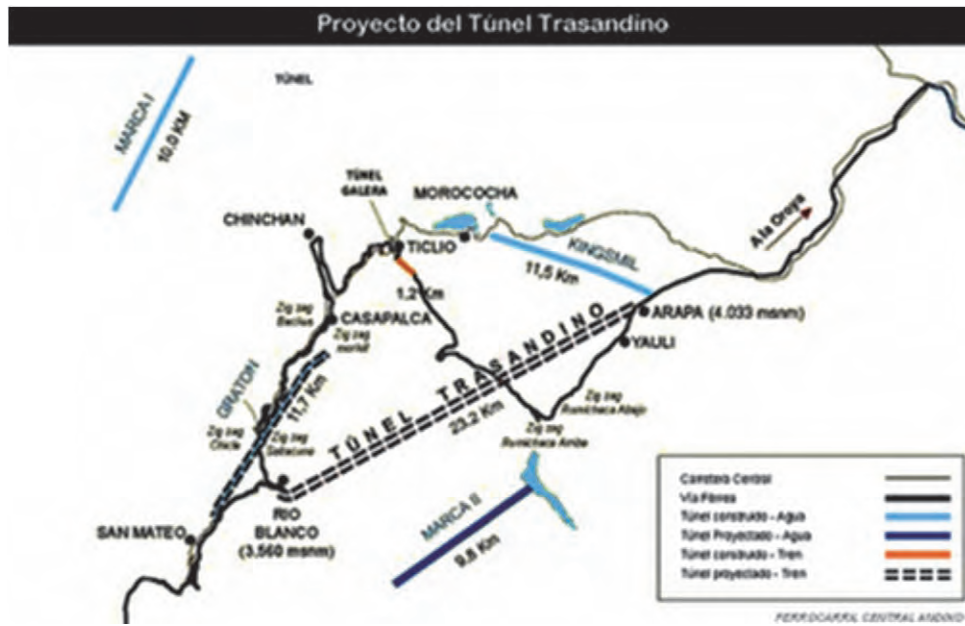 Proyecto del Túnel Trasandino
MARCA I
10.0 KM
TÚNEL
TÚNEL
GALERA
MOROCOCHA
CHINCHAN
TICLIO
KINGSMIL
11,5 Km
A la Oroya
1,2 Km
Zig zag
CASAPALCA
Zig zag
ARAPA (4.033 msnm)
YAULI
GRATON
11,7 Km
TÚNEL TRASANDINO
23.2 Km
Zig zag
Zig zag
Zig zag
Rumichaca Abajo
Zig zag
Rumichaca Arriba
SAN MATEO
RIO
BLANCO
(3.560 msnm)
MARCA II
9,8 Km
Carretera Central
Vía Férrea
Túnel construido - Agua
Túnel Proyectado - Agua
Túnel construido - Tren
Túnel proyectado - Tren
FERROCARRIL CENTRAL ANDINO